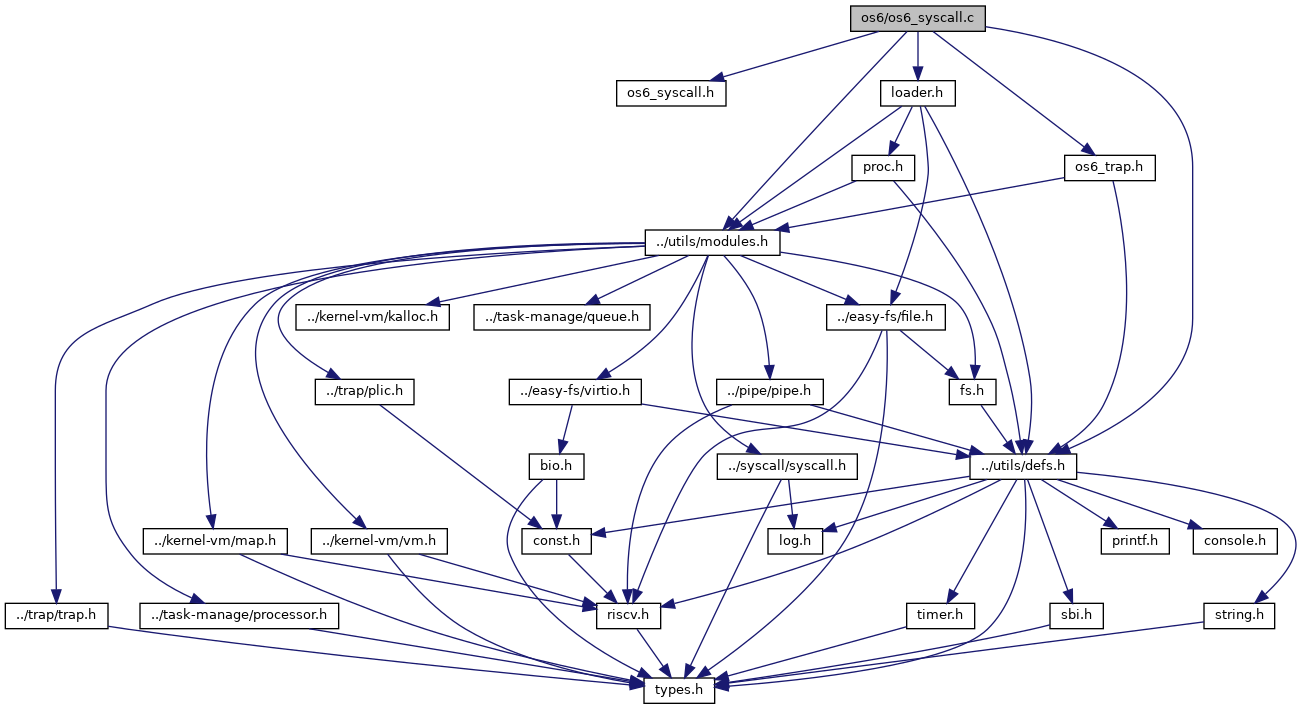 os6/os6_syscall.c
os6_syscall.h
loader.h
proc.h
os6_trap.h
../utils/modules.h
../kernel-vm/kalloc.h
../task-manage/queue.h
../easy-fs/file.h
../trap/plic.h
../easy-fs/virtio.h
../pipe/pipe.h
fs.h
bio.h
../syscall/syscall.h
../utils/defs.h
../kernel-vm/map.h
../kernel-vm/vm.h
const.h
log.h
printf.h
console.h
../trap/trap.h
../task-manage/processor.h
riscv.h
timer.h
sbi.h
string.h
types.h